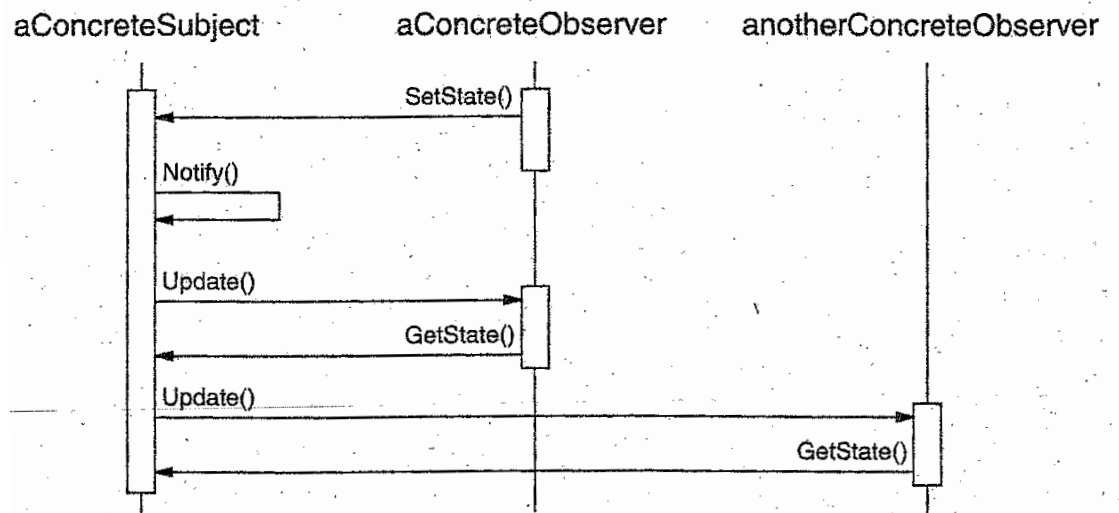 aConcreteSubject aConcreteObserver anotherConcreteObserver
SetState()
Notify()
Update()
GetState()
Update()
GetState()